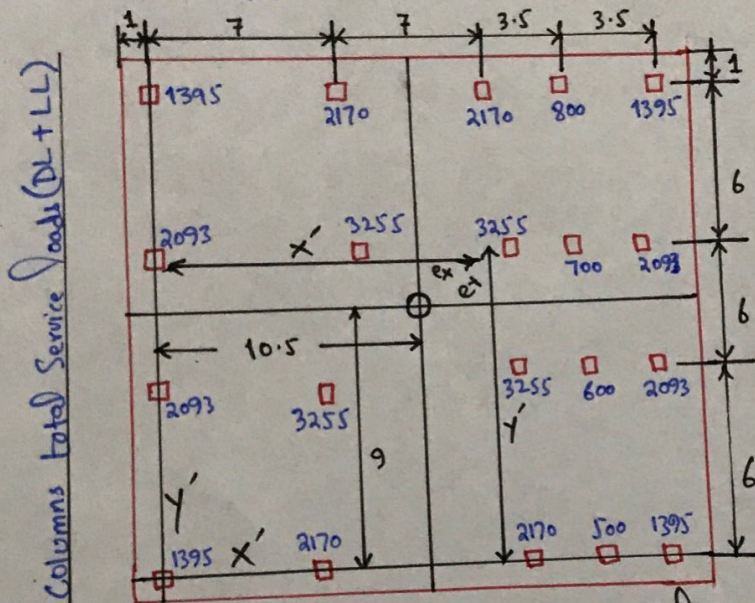 1 7 7 3.5 3.5
1
1395 2170 2170 800 1395
6
Columns total Service loads (DL+LL)
2093 3255 3255 700 2093
X' ex ey
6
10.5
2093 3255 3255 600 2093
9 Y'
6
Y'
1395 X' 2170 2170 500 1395